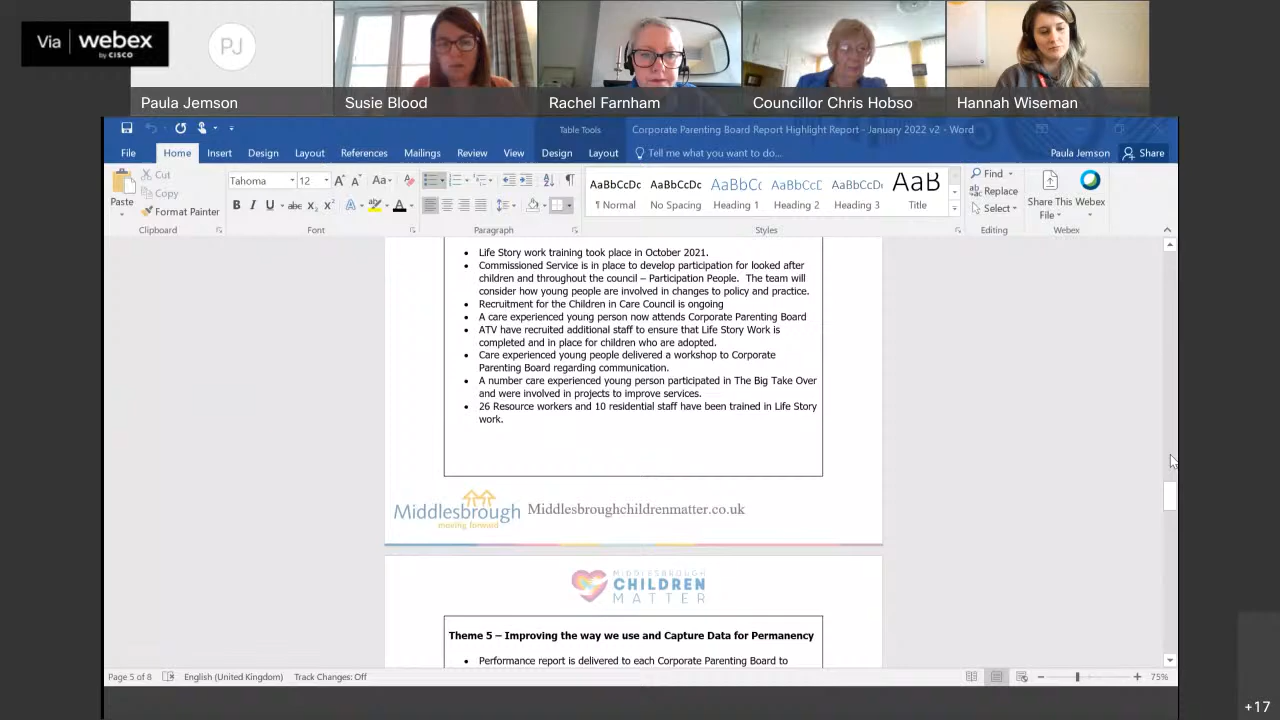 Via webex
by CISCO
PJ
Paula Jemson
Susie Blood
Rachel Farnham
Councillor Chris Hobso
Hannah Wiseman
Table Tools
Corporate Parenting Board Report Highlight Report - January 2022 v2 - Word
File Home Insert Design Layout References Mailings Review View Design Layout Tell me what you want to do...
Paula Jemson Share
Paste
Cut
Copy
Format Painter
Clipboard
Tahoma 12
Font
Paragraph
AaBbCcDc AaBbCcDc AaBbC( AaBbCcC AaBbCcD AaB
¶ Normal No Spacing Heading 1 Heading 2 Heading 3 Title
Styles
Find
Replace
Select
Editing
Share This File
Webex
Webex
• Life Story work training took place in October 2021.
• Commissioned Service is in place to develop participation for looked after
children and throughout the council – Participation People. The team will
consider how young people are involved in changes to policy and practice.
• Recruitment for the Children in Care Council is ongoing
• A care experienced young person now attends Corporate Parenting Board
• ATV have recruited additional staff to ensure that Life Story Work is
completed and in place for children who are adopted.
• Care experienced young people delivered a workshop to Corporate
Parenting Board regarding communication.
• A number care experienced young person participated in The Big Take Over
and were involved in projects to improve services.
• 26 Resource workers and 10 residential staff have been trained in Life Story
work.
Middlesbrough
moving forward
Middlesbroughchildrenmatter.co.uk
MIDDLESBROUGH
CHILDREN
MATTER
Theme 5 – Improving the way we use and Capture Data for Permanency
• Performance report is delivered to each Corporate Parenting Board to
Page 5 of 8 English (United Kingdom) Track Changes: Off
75%
+17